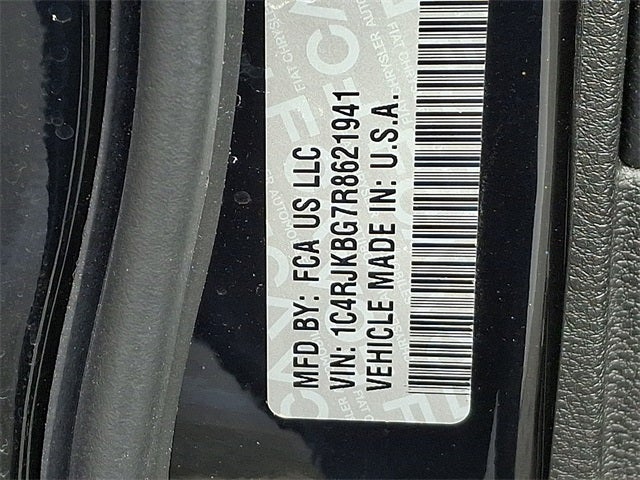 MFD BY: FCA US LLC
VIN: 1C4RJKBG7R8621941
VEHICLE MADE IN: U.S.A.